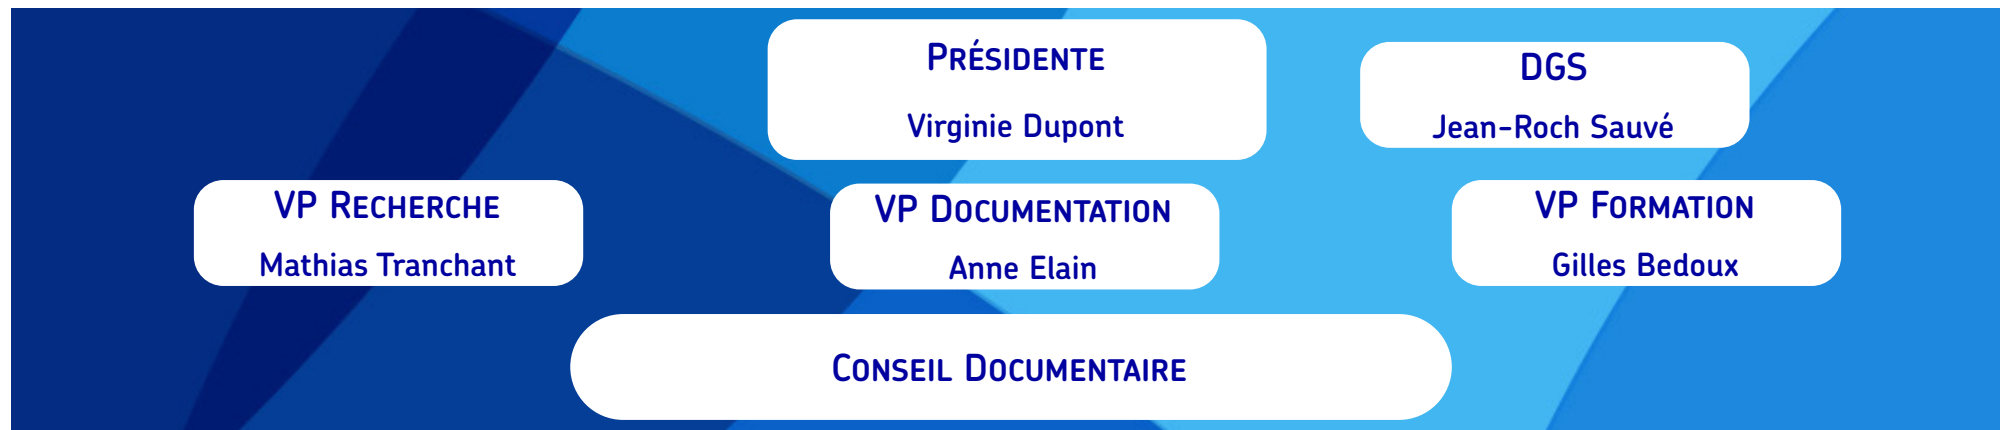 PRÉSIDENTE
Virginie Dupont
DGS
Jean-Roch Sauvé
VP RECHERCHE
Mathias Tranchant
VP DOCUMENTATION
Anne Elain
VP FORMATION
Gilles Bedoux
CONSEIL DOCUMENTAIRE